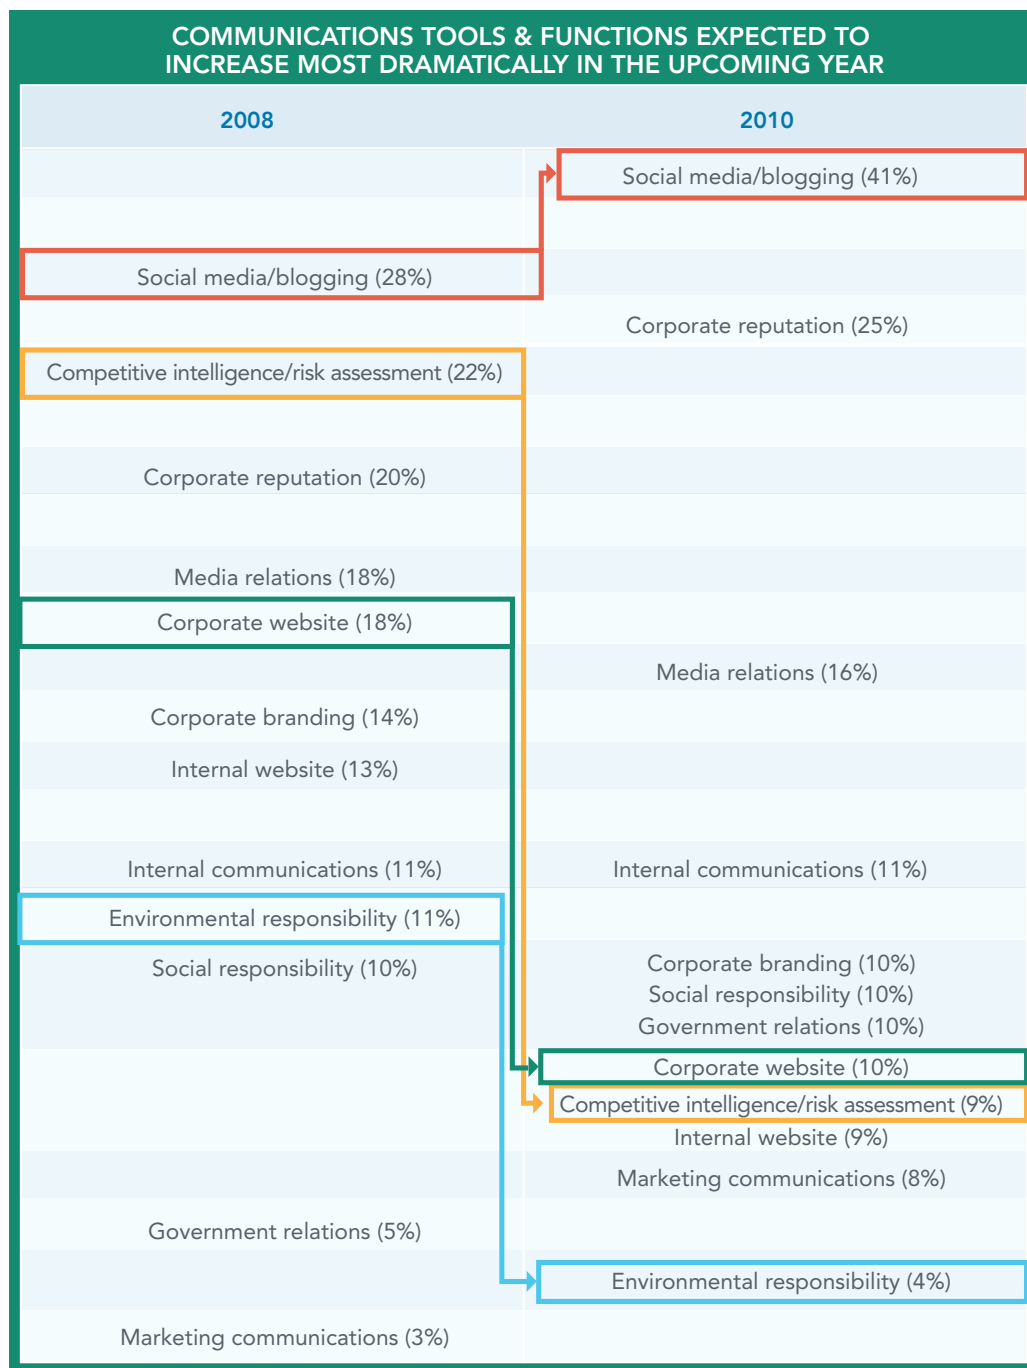 COMMUNICATIONS TOOLS & FUNCTIONS EXPECTED TO
INCREASE MOST DRAMATICALLY IN THE UPCOMING YEAR
2008
Social media/blogging (28%)
Competitive intelligence/risk assessment (22%)
Corporate reputation (20%)
Media relations (18%)
Corporate website (18%)
Corporate branding (14%)
Internal website (13%)
Internal communications (11%)
Environmental responsibility (11%)
Social responsibility (10%)
Government relations (5%)
Marketing communications (3%)
2010
Social media/blogging (41%)
Corporate reputation (25%)
Media relations (16%)
Internal communications (11%)
Corporate branding (10%)
Social responsibility (10%)
Government relations (10%)
Corporate website (10%)
Competitive intelligence/risk assessment (9%)
Internal website (9%)
Marketing communications (8%)
Environmental responsibility (4%)